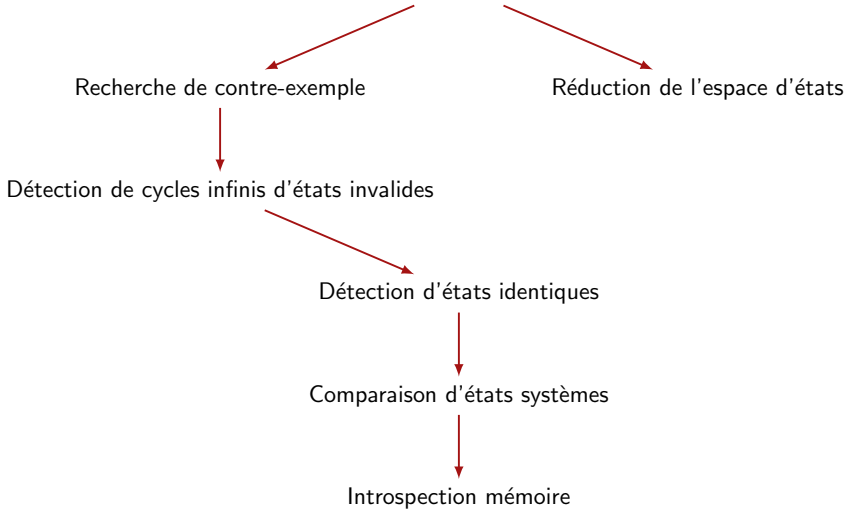 Recherche de contre-exemple
Réduction de l'espace d'états
Détection de cycles infinis d'états invalides
Détection d'états identiques
Comparaison d'états systèmes
Introspection mémoire